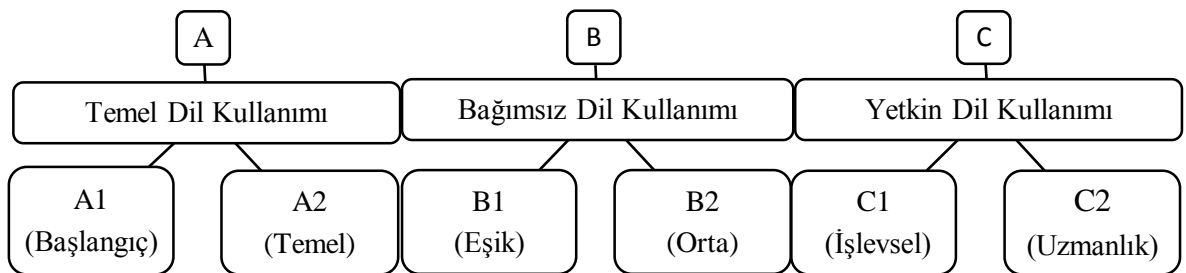 A
B
C
Temel Dil Kullanımı
Bağımsız Dil Kullanımı
Yetkin Dil Kullanımı
A1
(Başlangıç)
A2
(Temel)
B1
(Eşik)
B2
(Orta)
C1
(İşlevsel)
C2
(Uzmanlık)